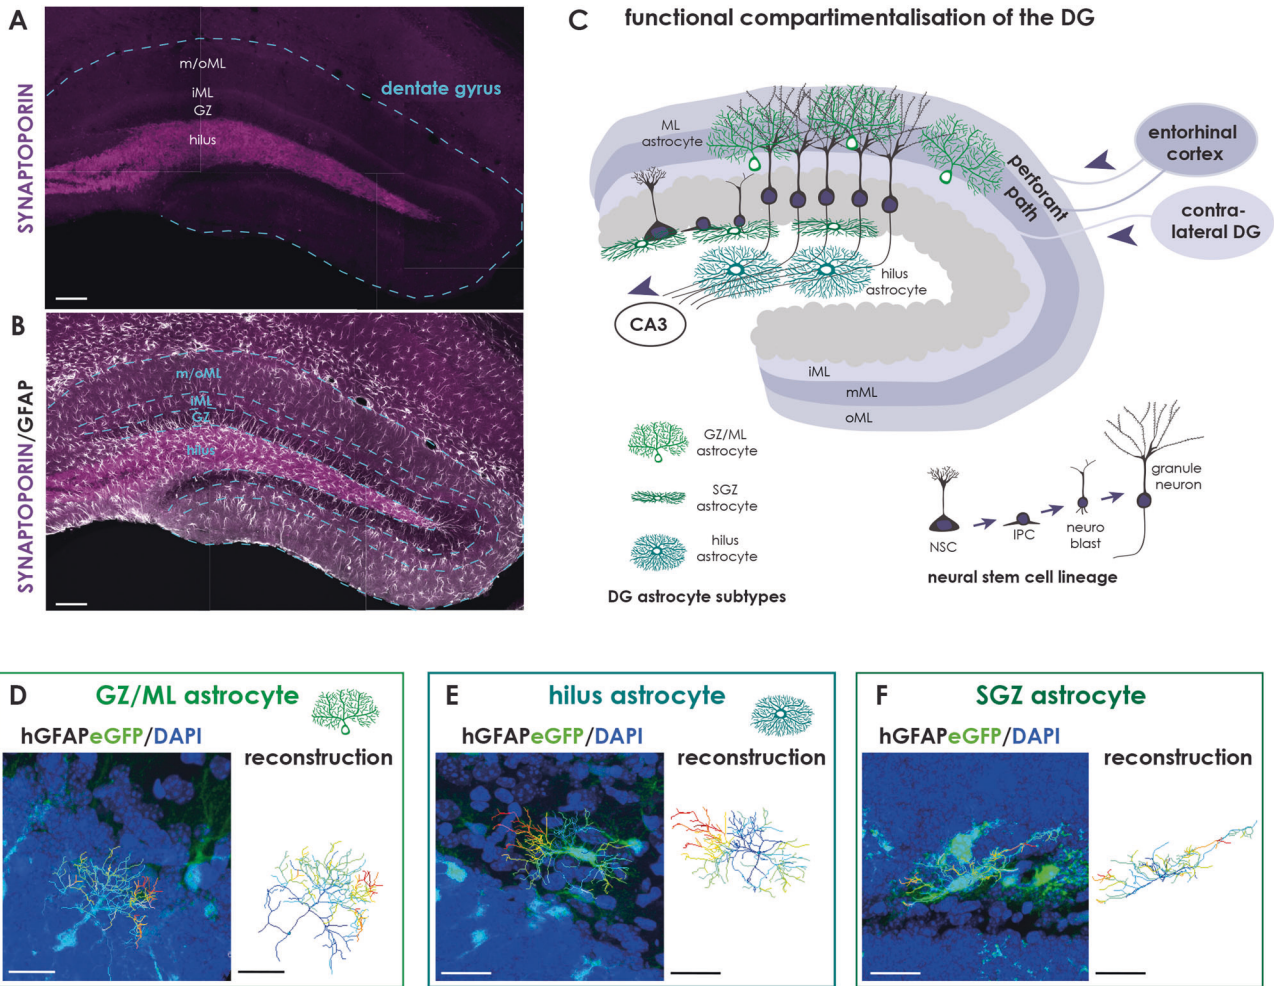 A
SYNAPTOPORIN
m/oML
iML
GZ
hilus
dentate gyrus
B
SYNAPTOPORIN/GFAP
m/oML
iML
GZ
hilus
C
functional compartimentalisation of the DG
ML
astrocyte
perforant
path
entorhinal
cortex
contra-
lateral DG
hilus
astrocyte
CA3
iML
mML
oML
GZ/ML
astrocyte
SGZ
astrocyte
hilus
astrocyte
DG astrocyte subtypes
NSC
IPC
neuro
blast
granule
neuron
neural stem cell lineage
D
GZ/ML astrocyte
hGFAPeGFP/DAPI
reconstruction
E
hilus astrocyte
hGFAPeGFP/DAPI
reconstruction
F
SGZ astrocyte
hGFAPeGFP/DAPI
reconstruction